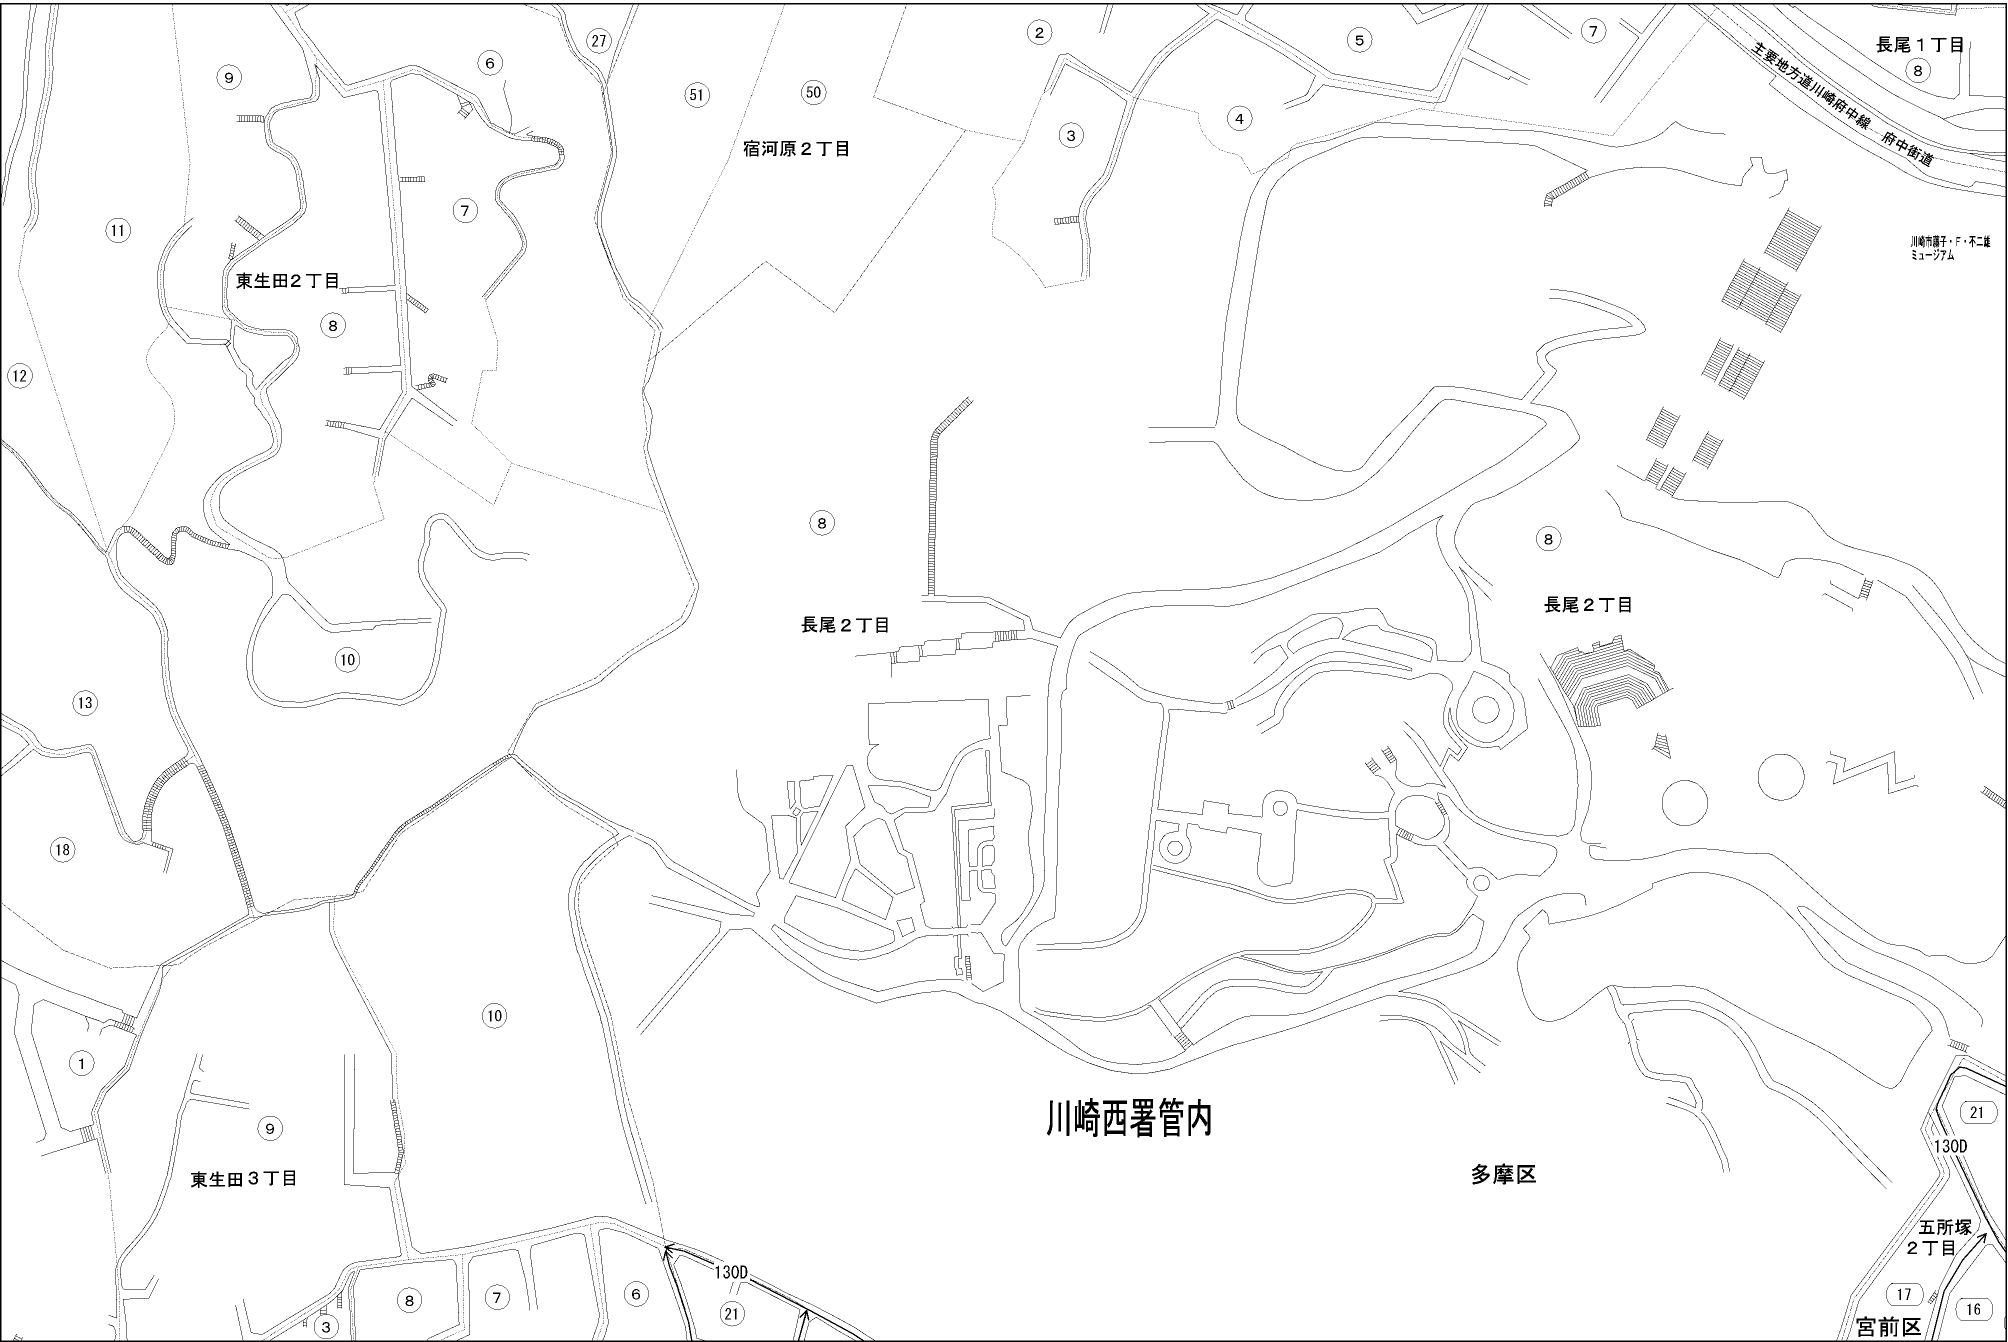 27
2
6
5
7
長尾１丁目
8
9
51
50
主要地方道川崎府中線　府中街道
4
3
宿河原２丁目
7
11
川崎市藤子・Ｆ・不二雄
ミュージアム
東生田２丁目
8
12
8
8
長尾２丁目
長尾２丁目
10
13
18
10
1
川崎西署管内
21
9
130D
東生田３丁目
多摩区
五所塚
２丁目
130D
6
7
8
21
17
16
3
宮前区